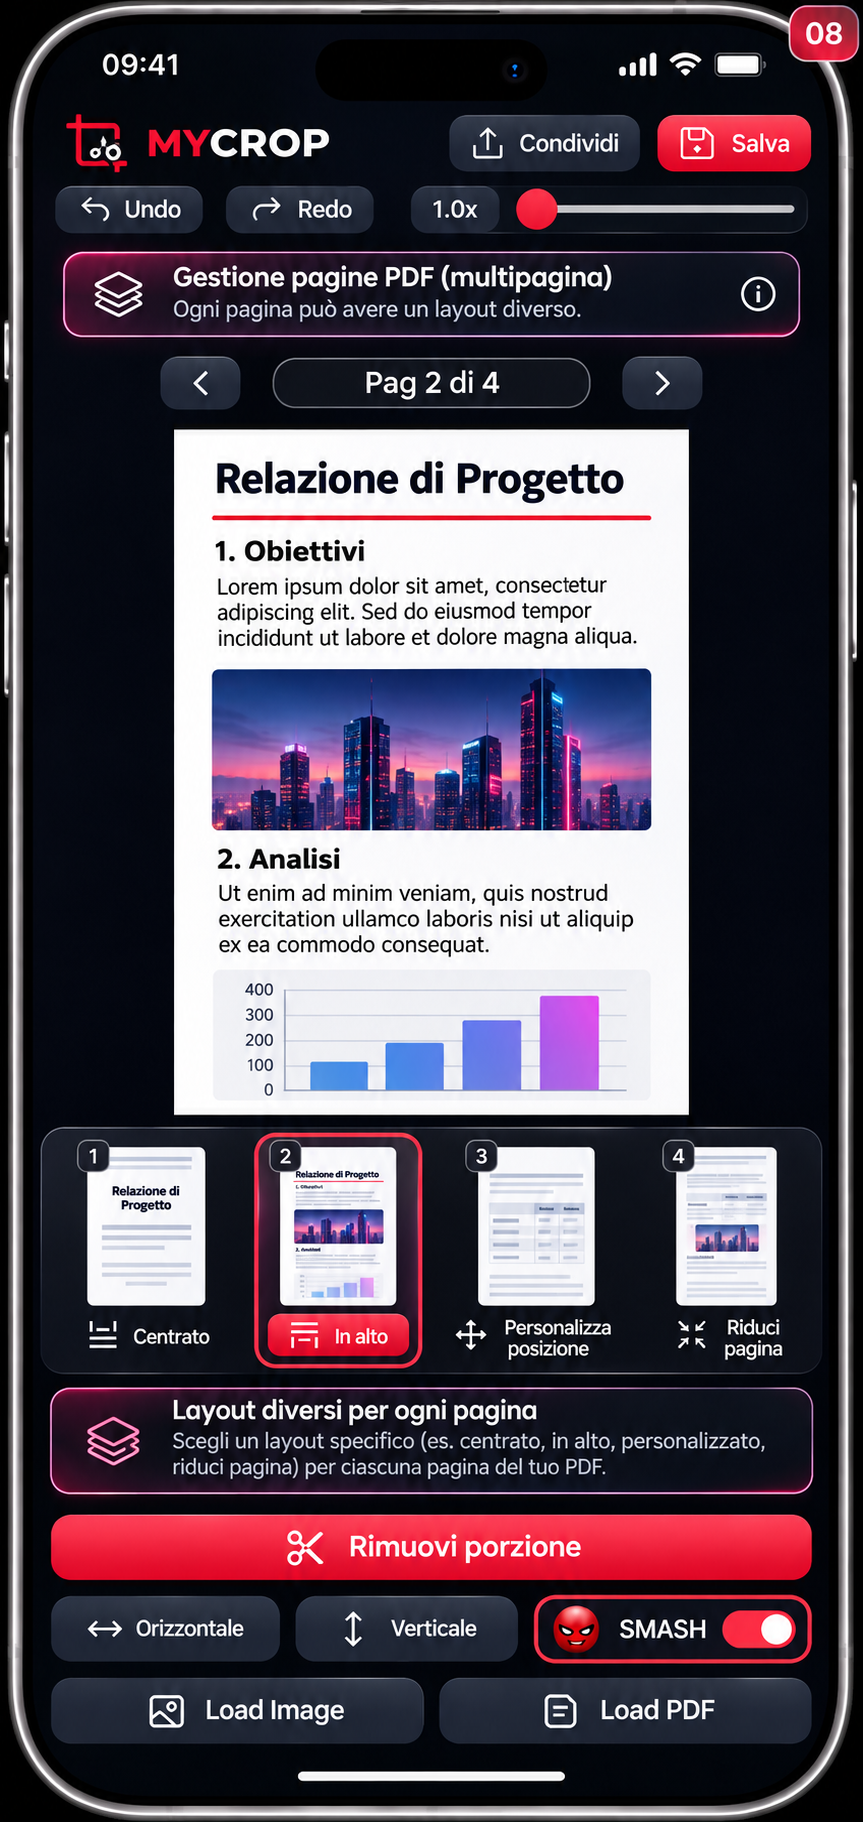 08
09:41
MYCROP
Condividi
Salva
Undo
Redo
1.0x
Gestione pagine PDF (multipagina)
Ogni pagina può avere un layout diverso.
Pag 2 di 4
Relazione di Progetto
1. Obiettivi
Lorem ipsum dolor sit amet, consectetur
adipiscing elit. Sed do eiusmod tempor
incididunt ut labore et dolore magna aliqua.
2. Analisi
Ut enim ad minim veniam, quis nostrud
exercitation ullamco laboris nisi ut aliquip
ex ea commodo consequat.
400
300
200
100
0
1
Relazione di
Progetto
Centrato
2
Relazione di Progetto
In alto
3
Personalizza
posizione
4
Riduci
pagina
Layout diversi per ogni pagina
Scegli un layout specifico (es. centrato, in alto, personalizzato,
riduci pagina) per ciascuna pagina del tuo PDF.
Rimuovi porzione
Orizzontale
Verticale
SMASH
Load Image
Load PDF